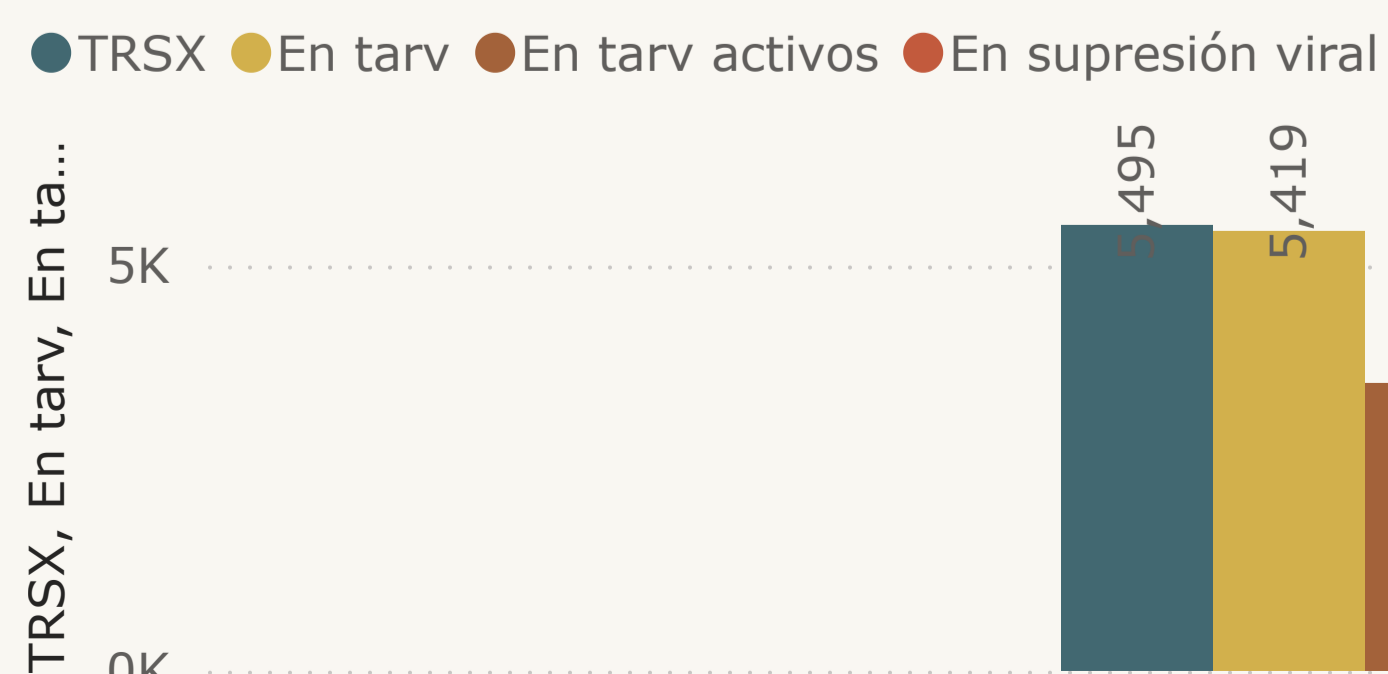 TRSX En tarv En tarv activos En supresión viral
TRSX, En tarv, En ta...
5,495
5,419
5K
0K